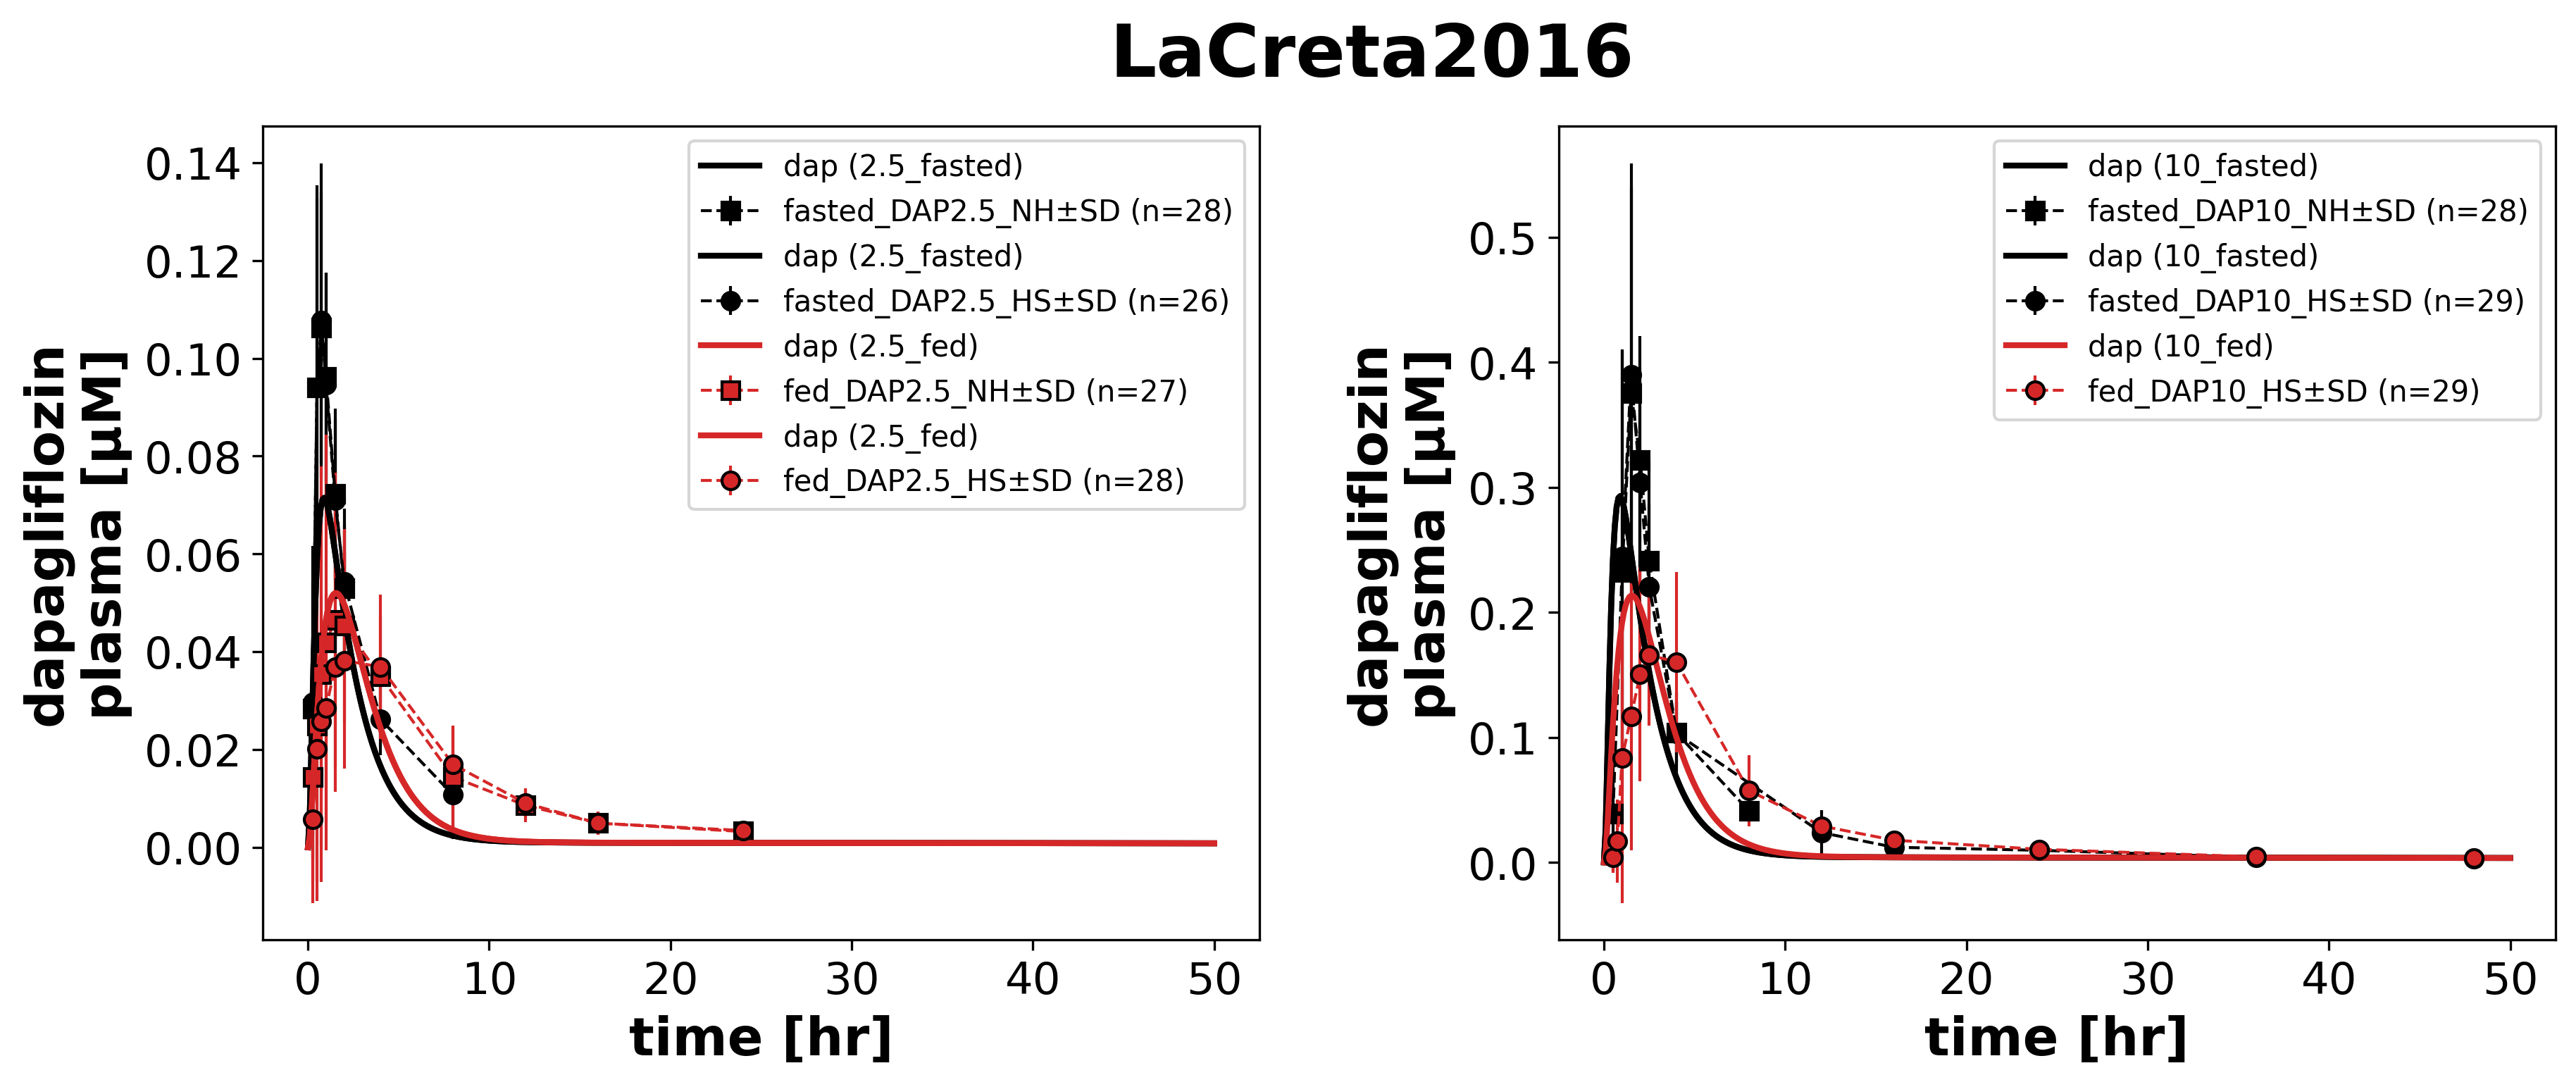 LaCreta2016
dapagliflozin
plasma [µM]
0.14
0.12
0.10
0.08
0.06
0.04
0.02
0.00
dap (2.5_fasted)
fasted_DAP2.5_NH±SD (n=28)
dap (2.5_fasted)
fasted_DAP2.5_HS±SD (n=26)
dap (2.5_fed)
fed_DAP2.5_NH±SD (n=27)
dap (2.5_fed)
fed_DAP2.5_HS±SD (n=28)
0 10 20 30 40 50
time [hr]
dapagliflozin
plasma [µM]
0.5
0.4
0.3
0.2
0.1
0.0
dap (10_fasted)
fasted_DAP10_NH±SD (n=28)
dap (10_fasted)
fasted_DAP10_HS±SD (n=29)
dap (10_fed)
fed_DAP10_HS±SD (n=29)
0 10 20 30 40 50
time [hr]